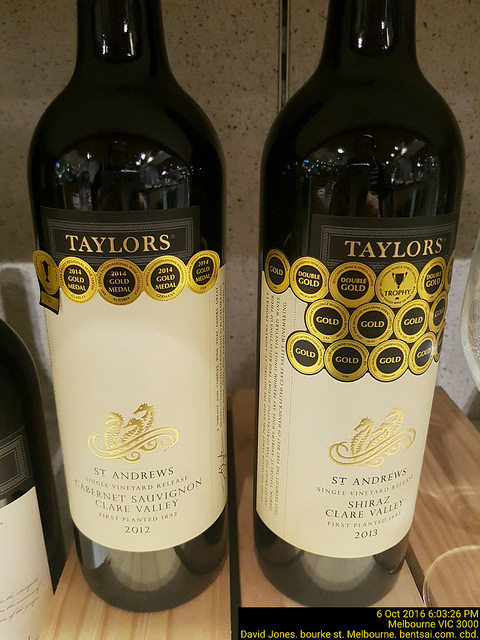 TAYLORS
2014 GOLD MEDAL
2014 GOLD MEDAL
2014 GOLD MEDAL
2014 GOLD MEDAL
ST ANDREWS
SINGLE VINEYARD RELEASE
CABERNET SAUVIGNON
CLARE VALLEY
FIRST PLANTED 1892
2012
TAYLORS
GOLD
DOUBLE GOLD
DOUBLE GOLD
TROPHY
DOUBLE GOLD
GOLD
GOLD
GOLD
GOLD
GOLD
GOLD
GOLD
ST ANDREWS
SINGLE VINEYARD RELEASE
SHIRAZ
CLARE VALLEY
FIRST PLANTED 1892
2013
6 Oct 2016 6:03:26 PM
Melbourne VIC 3000
David Jones. bourke st. Melbourne. bentsai.com. cbd.